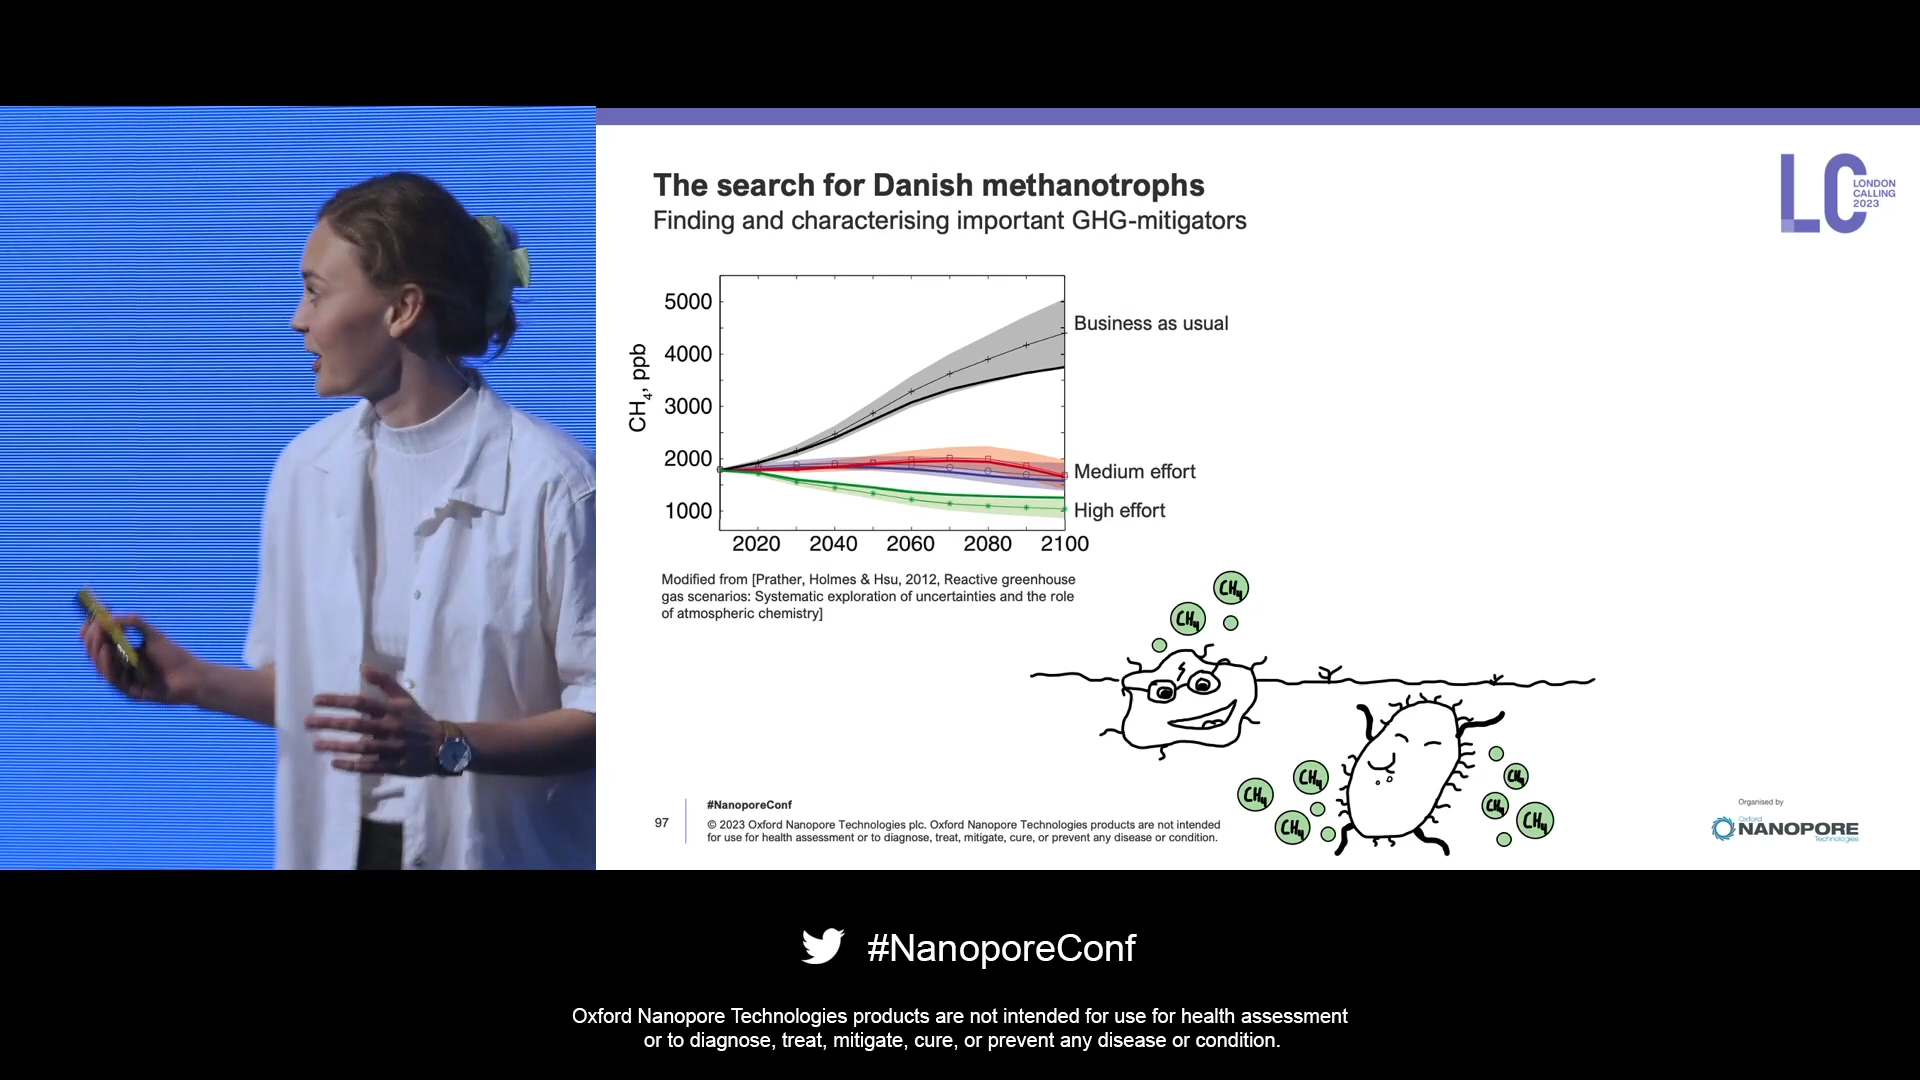 The search for Danish methanotrophs
Finding and characterising important GHG-mitigators
LC
LONDON
CALLING
2023
CH4, ppb
5000
4000
3000
2000
1000
2020 2040 2060 2080 2100
Business as usual
Medium effort
High effort
Modified from [Prather, Holmes & Hsu, 2012, Reactive greenhouse
gas scenarios: Systematic exploration of uncertainties and the role
of atmospheric chemistry]
CH4
CH4
CH4
CH4
CH4
CH4
CH4
CH4
97
#NanoporeConf
© 2023 Oxford Nanopore Technologies plc. Oxford Nanopore Technologies products are not intended
for use for health assessment or to diagnose, treat, mitigate, cure, or prevent any disease or condition.
Organised by
Oxford
NANOPORE
Technologies
#NanoporeConf
Oxford Nanopore Technologies products are not intended for use for health assessment
or to diagnose, treat, mitigate, cure, or prevent any disease or condition.